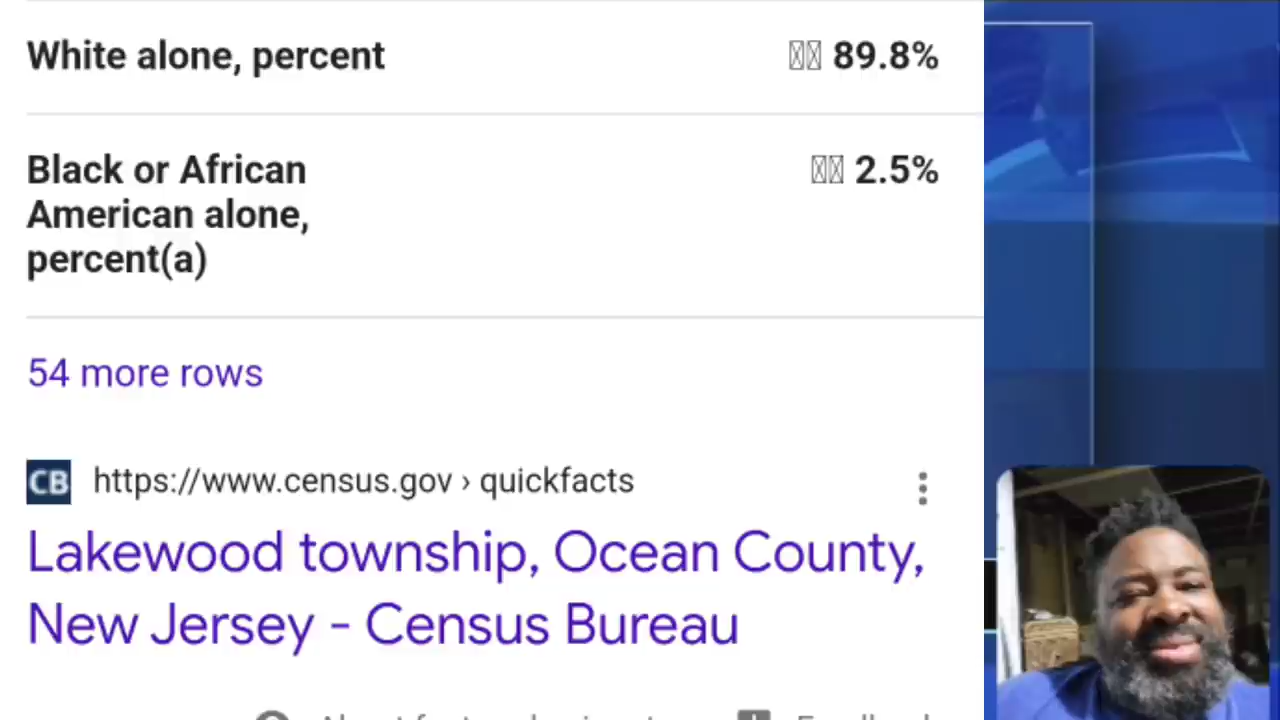 White alone, percent 89.8%
Black or African 2.5%
American alone,
percent(a)
54 more rows
CB https://www.census.gov › quickfacts
Lakewood township, Ocean County,
New Jersey - Census Bureau